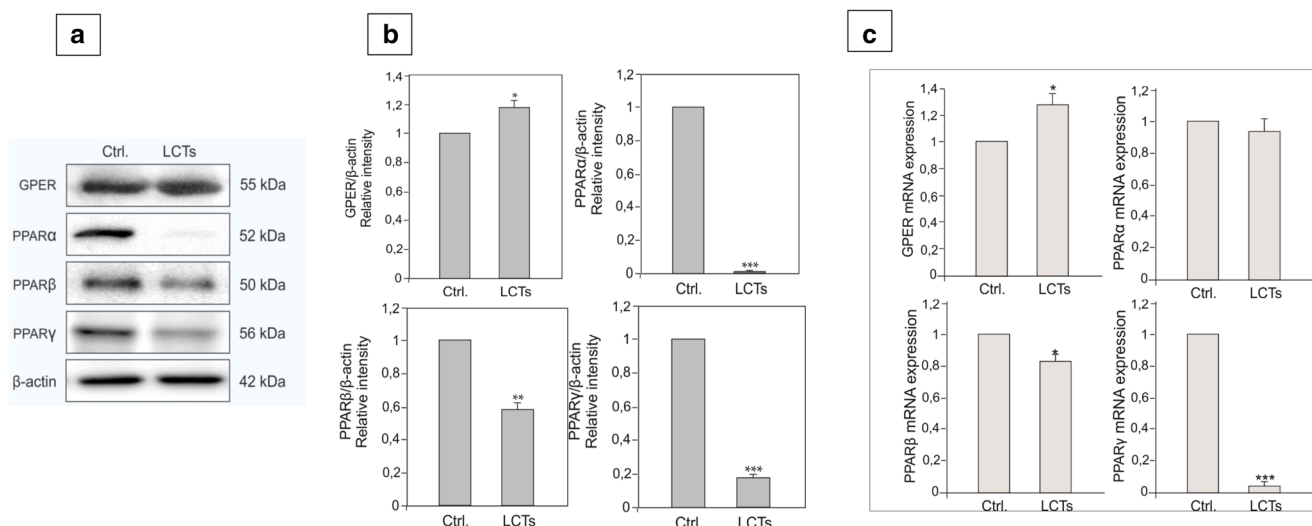 a
Ctrl. LCTs
GPER 55 kDa
PPARα 52 kDa
PPARβ 50 kDa
PPARγ 56 kDa
β-actin 42 kDa
b
GPER/β-actin
Relative intensity
1,4
1,2
1
0,8
0,6
0,4
0,2
0
*
Ctrl. LCTs
PPARα/β-actin
Relative intensity
1,2
1
0,8
0,6
0,4
0,2
0
***
Ctrl. LCTs
PPARβ/β-actin
Relative intensity
1,2
1
0,8
0,6
0,4
0,2
0
**
Ctrl. LCTs
PPARγ/β-actin
Relative intensity
1,2
1
0,8
0,6
0,4
0,2
0
***
Ctrl. LCTs
c
GPER mRNA expression
1,4
1,2
1
0,8
0,6
0,4
0,2
0
*
Ctrl. LCTs
PPARα mRNA expression
1,2
1
0,8
0,6
0,4
0,2
0
Ctrl. LCTs
PPARβ mRNA expression
1,2
1
0,8
0,6
0,4
0,2
0
*
Ctrl. LCTs
PPARγ mRNA expression
1,2
1
0,8
0,6
0,4
0,2
0
***
Ctrl. LCTs